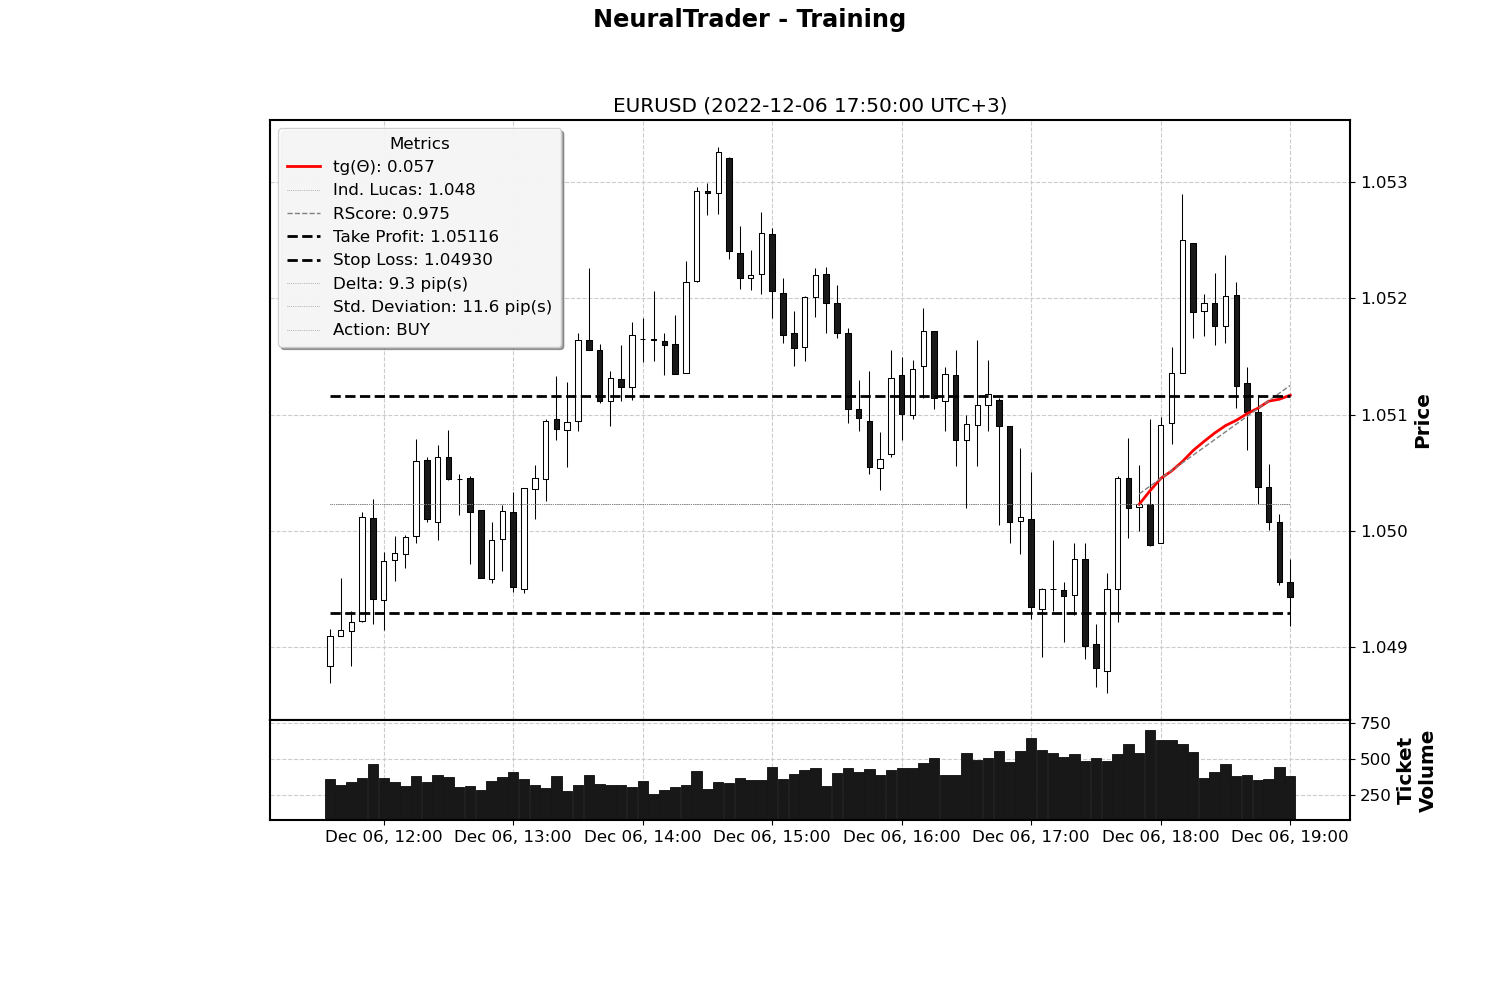 NeuralTrader - Training
EURUSD (2022-12-06 17:50:00 UTC+3)
Metrics
tg(Θ): 0.057
Ind. Lucas: 1.048
RScore: 0.975
Take Profit: 1.05116
Stop Loss: 1.04930
Delta: 9.3 pip(s)
Std. Deviation: 11.6 pip(s)
Action: BUY
1.053
1.052
1.051
1.050
1.049
Price
750
500
250
Ticket
Volume
Dec 06, 12:00 Dec 06, 13:00 Dec 06, 14:00 Dec 06, 15:00 Dec 06, 16:00 Dec 06, 17:00 Dec 06, 18:00 Dec 06, 19:00